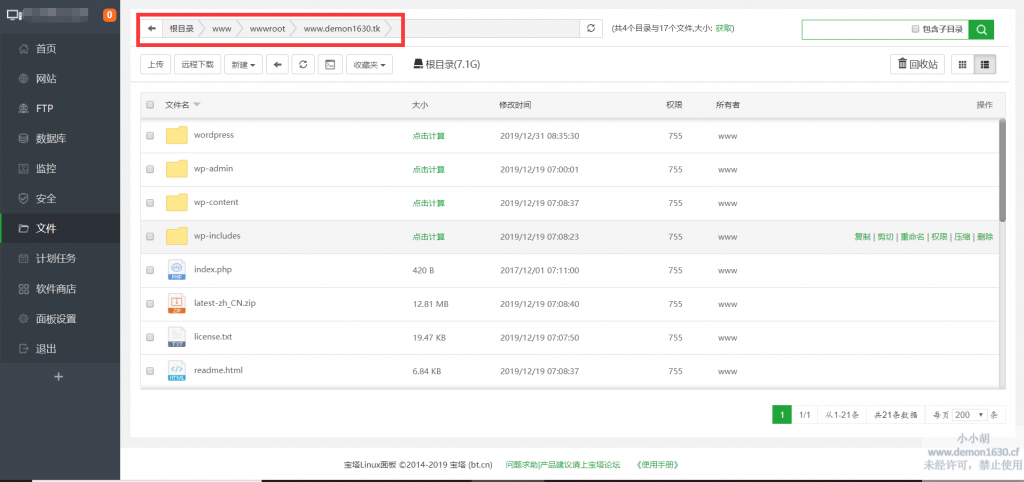 0
首页
网站
FTP
数据库
监控
安全
文件
计划任务
软件商店
面板设置
退出
根目录 www wwwroot www.demon1630.tk
(共4个目录与17个文件,大小: 获取)
包含子目录
上传 远程下载 新建 收藏夹 根目录(7.1G)
回收站
文件名 大小 修改时间 权限 所有者 操作
wordpress 点击计算 2019/12/31 08:35:30 755 www
wp-admin 点击计算 2019/12/19 07:00:01 755 www
wp-content 点击计算 2019/12/19 07:08:37 755 www
wp-includes 点击计算 2019/12/19 07:08:23 755 www 复制 | 剪切 | 重命名 | 权限 | 压缩 | 删除
index.php 420 B 2017/12/01 07:11:00 755 www
latest-zh_CN.zip 12.81 MB 2019/12/19 07:08:40 755 www
license.txt 19.47 KB 2019/12/19 07:07:50 755 www
readme.html 6.84 KB 2019/12/19 07:08:37 755 www
PHP
ZIP
TXT
HTML
1 1/1 从1-21条 共21条数据 每页 200 条
宝塔Linux面板 ©2014-2019 宝塔 (bt.cn) 问题求助|产品建议请上宝塔论坛 《使用手册》
小小胡
www.demon1630.cf
未经许可，禁止使用